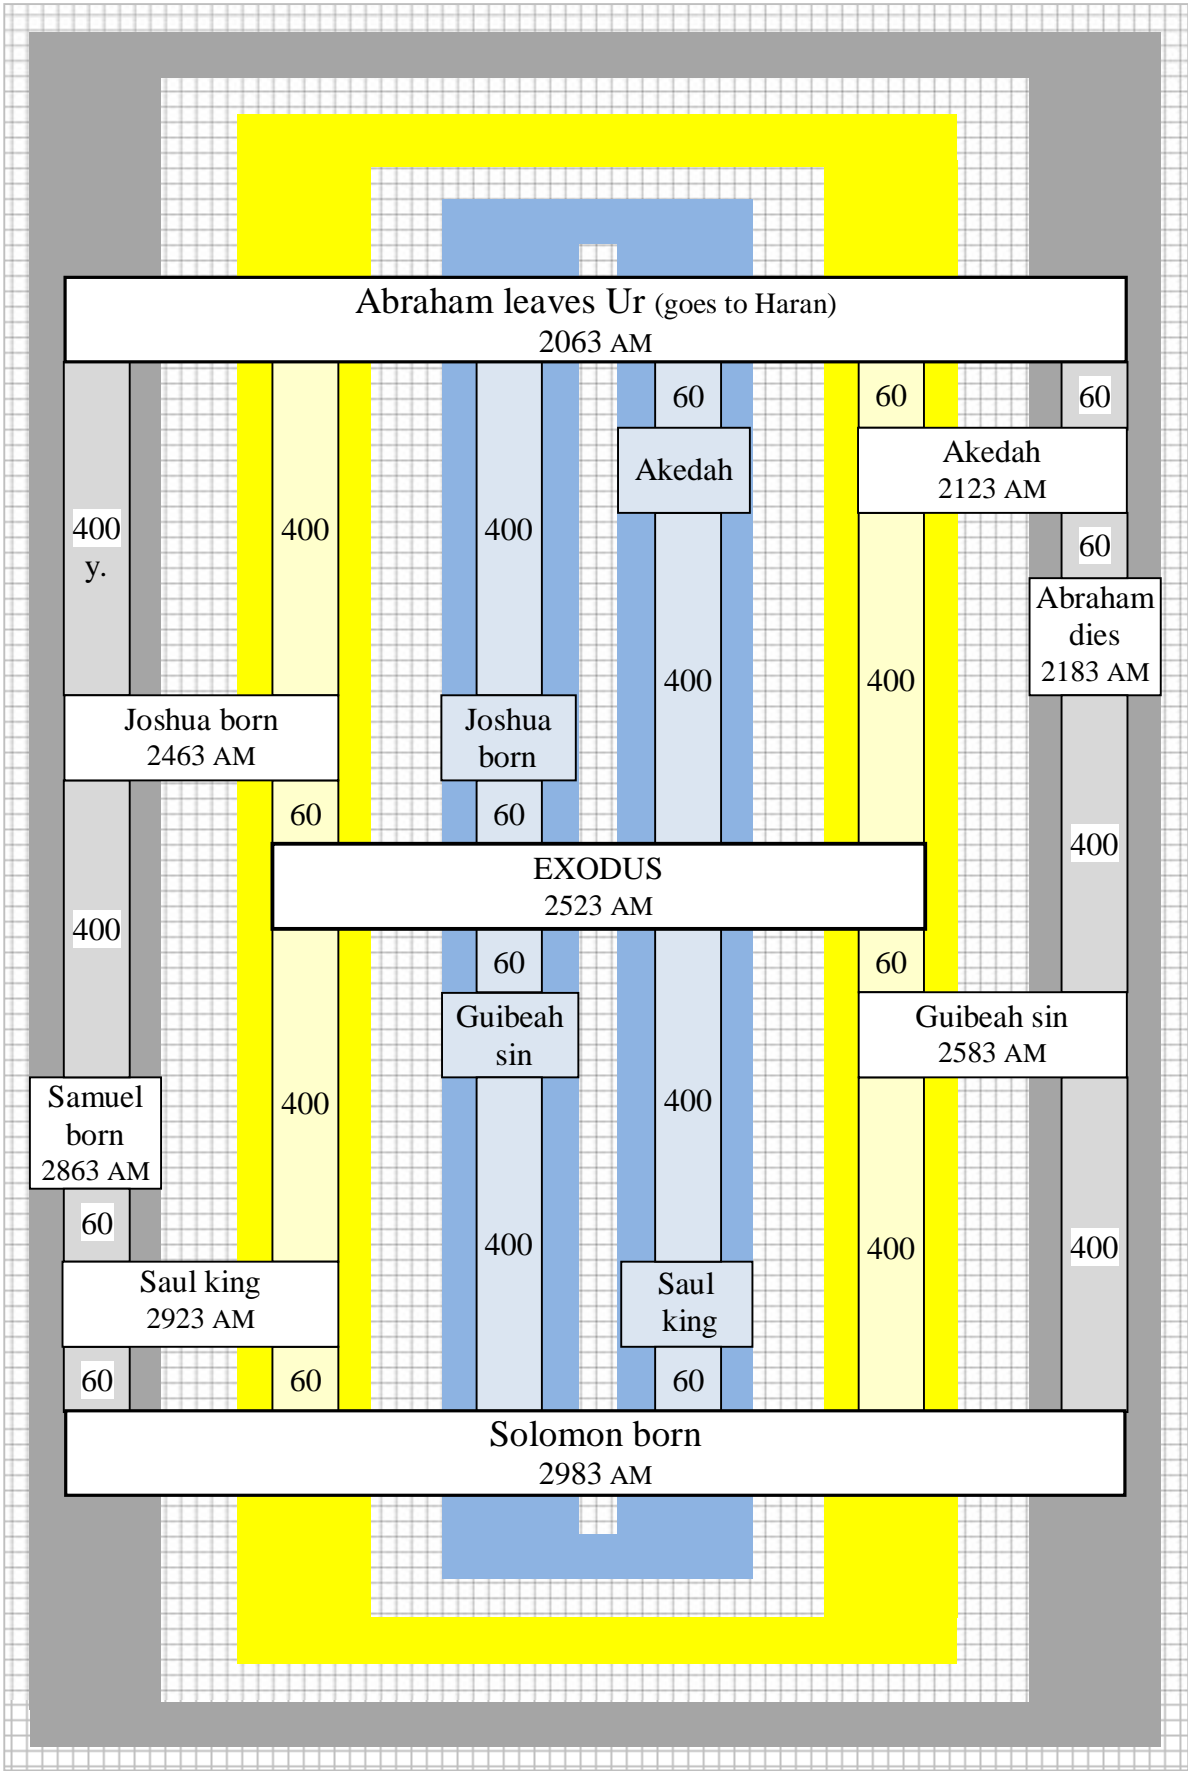 Abraham leaves Ur (goes to Haran)
2063 AM
60
60
60
Akedah
Akedah
2123 AM
400
y.
400
400
60
Abraham
dies
2183 AM
400
400
Joshua born
2463 AM
Joshua
born
60
60
400
EXODUS
2523 AM
400
60
60
Guibeah
sin
Guibeah sin
2583 AM
Samuel
born
2863 AM
400
400
60
400
400
400
Saul king
2923 AM
Saul
king
60
60
60
Solomon born
2983 AM